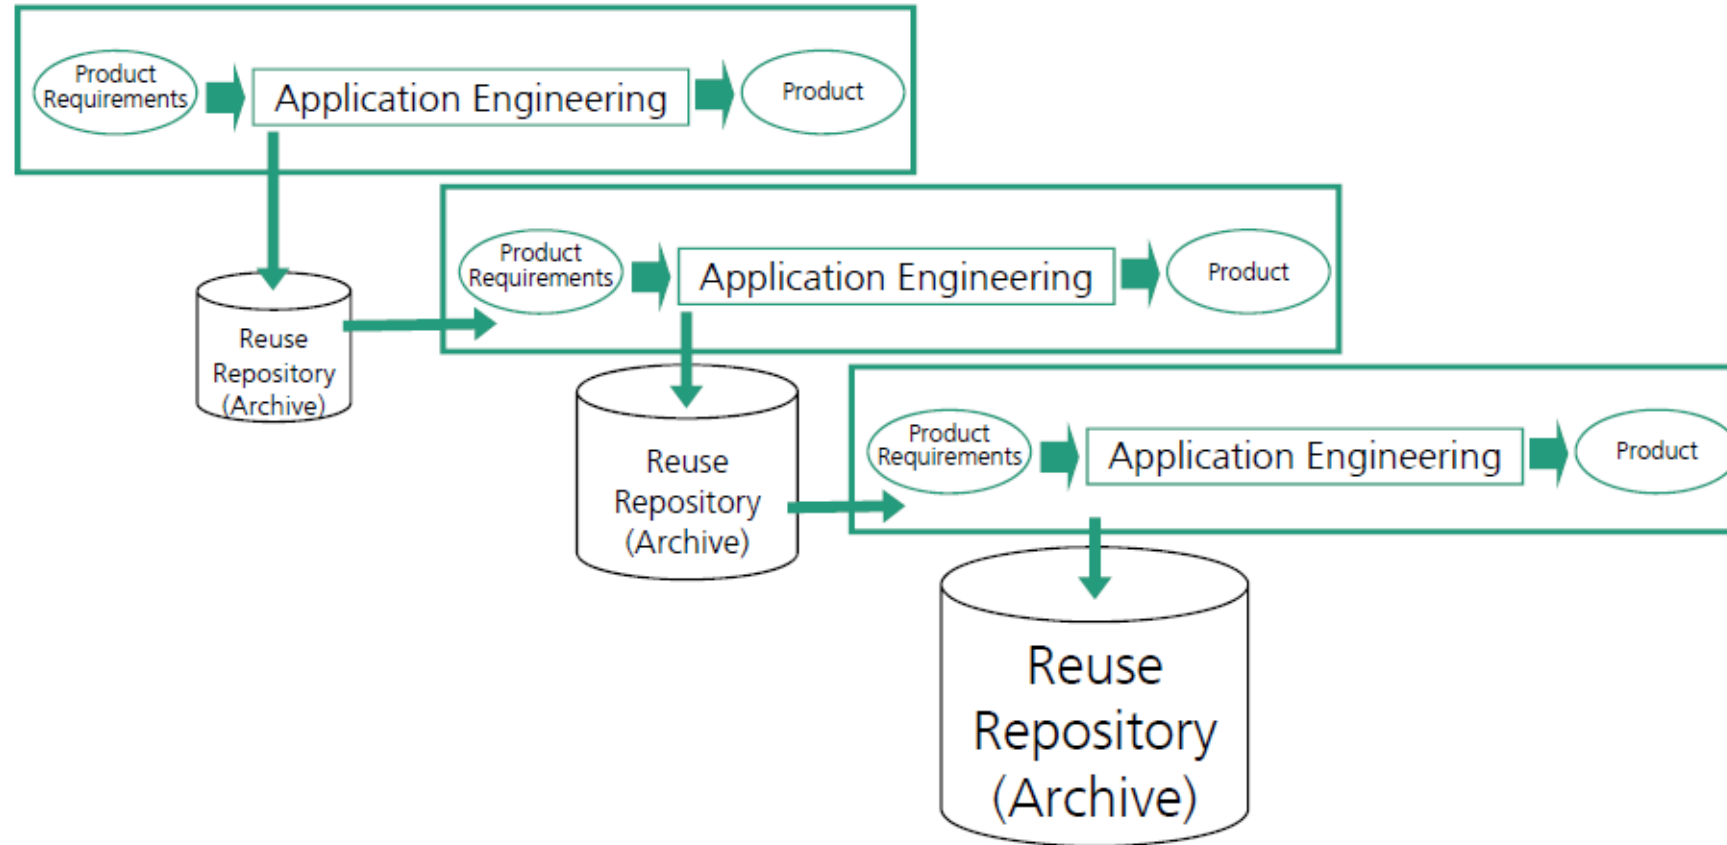 Product
Requirements
Application Engineering
Product
Product
Requirements
Application Engineering
Product
Reuse
Repository
(Archive)
Product
Requirements
Application Engineering
Product
Reuse
Repository
(Archive)
Reuse
Repository
(Archive)